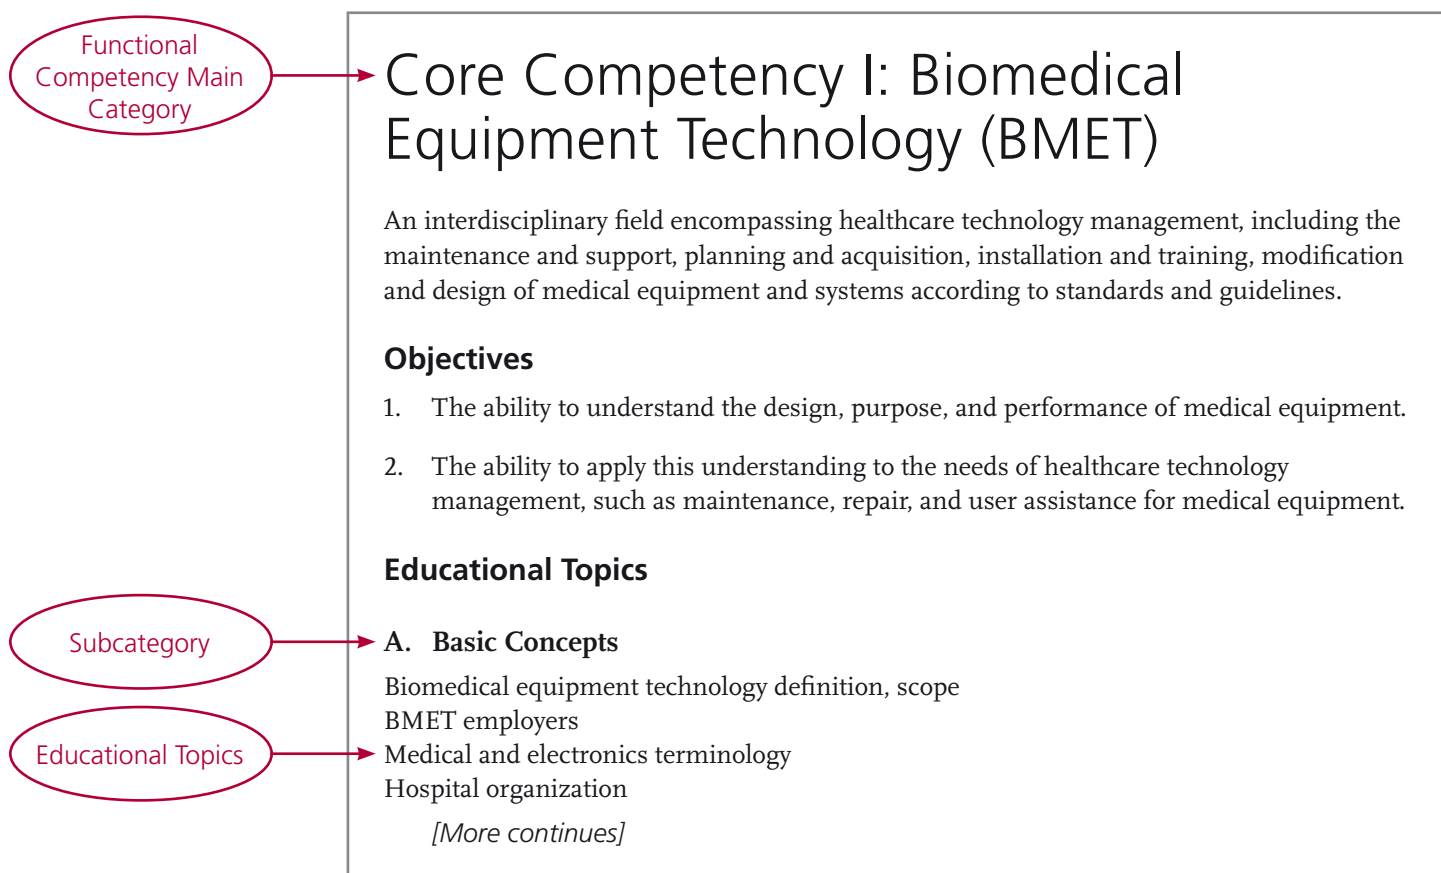 Functional
Competency Main
Category
Core Competency I: Biomedical
Equipment Technology (BMET)
An interdisciplinary field encompassing healthcare technology management, including the
maintenance and support, planning and acquisition, installation and training, modification
and design of medical equipment and systems according to standards and guidelines.
Objectives
1. The ability to understand the design, purpose, and performance of medical equipment.
2. The ability to apply this understanding to the needs of healthcare technology
management, such as maintenance, repair, and user assistance for medical equipment.
Educational Topics
Subcategory
A. Basic Concepts
Biomedical equipment technology definition, scope
BMET employers
Educational Topics
Medical and electronics terminology
Hospital organization
[More continues]